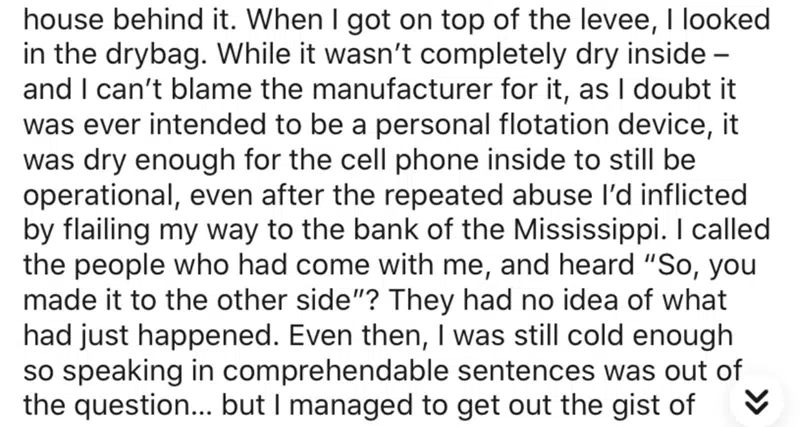 house behind it. When I got on top of the levee, I looked
in the drybag. While it wasn’t completely dry inside –
and I can’t blame the manufacturer for it, as I doubt it
was ever intended to be a personal flotation device, it
was dry enough for the cell phone inside to still be
operational, even after the repeated abuse I’d inflicted
by flailing my way to the bank of the Mississippi. I called
the people who had come with me, and heard “So, you
made it to the other side”? They had no idea of what
had just happened. Even then, I was still cold enough
so speaking in comprehendable sentences was out of
the question... but I managed to get out the gist of